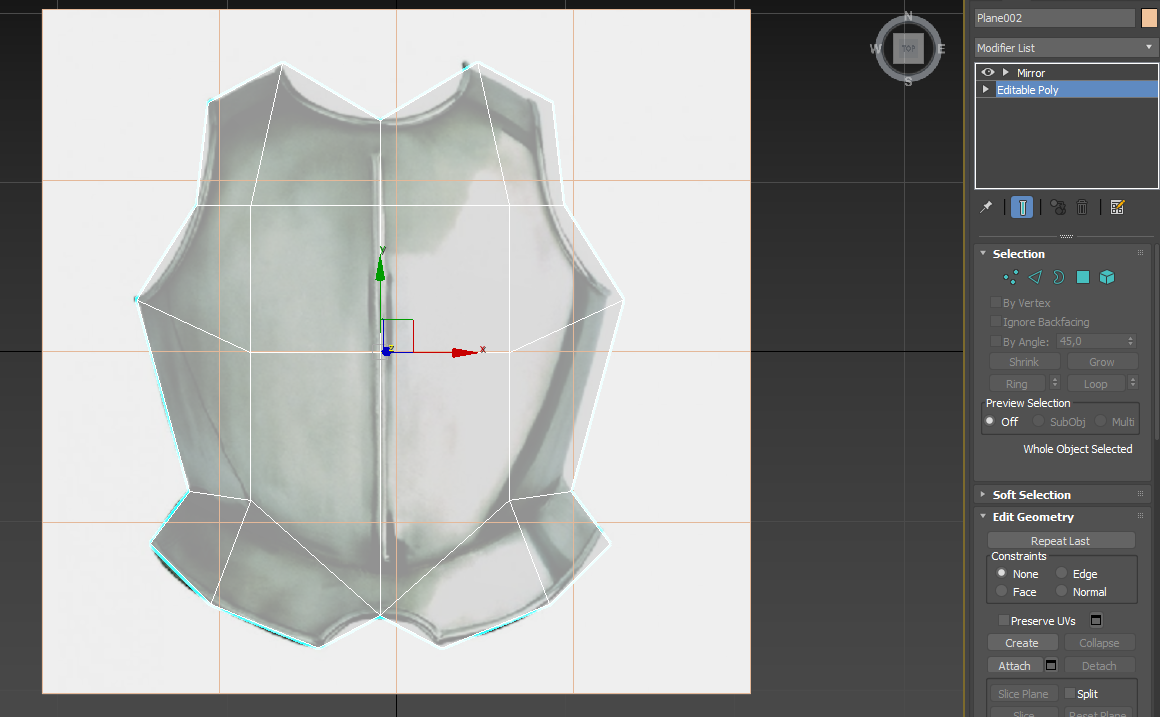 Plane002
Modifier List
N
W TOP E
S
Mirror
Editable Poly
Selection
By Vertex
Ignore Backfacing
By Angle: 45,0
Shrink Grow
Ring Loop
Preview Selection
Off SubObj Multi
Whole Object Selected
y
z x
Soft Selection
Edit Geometry
Repeat Last
Constraints
None Edge
Face Normal
Preserve UVs
Create Collapse
Attach Detach
Slice Plane Split
Slice Reset Plane